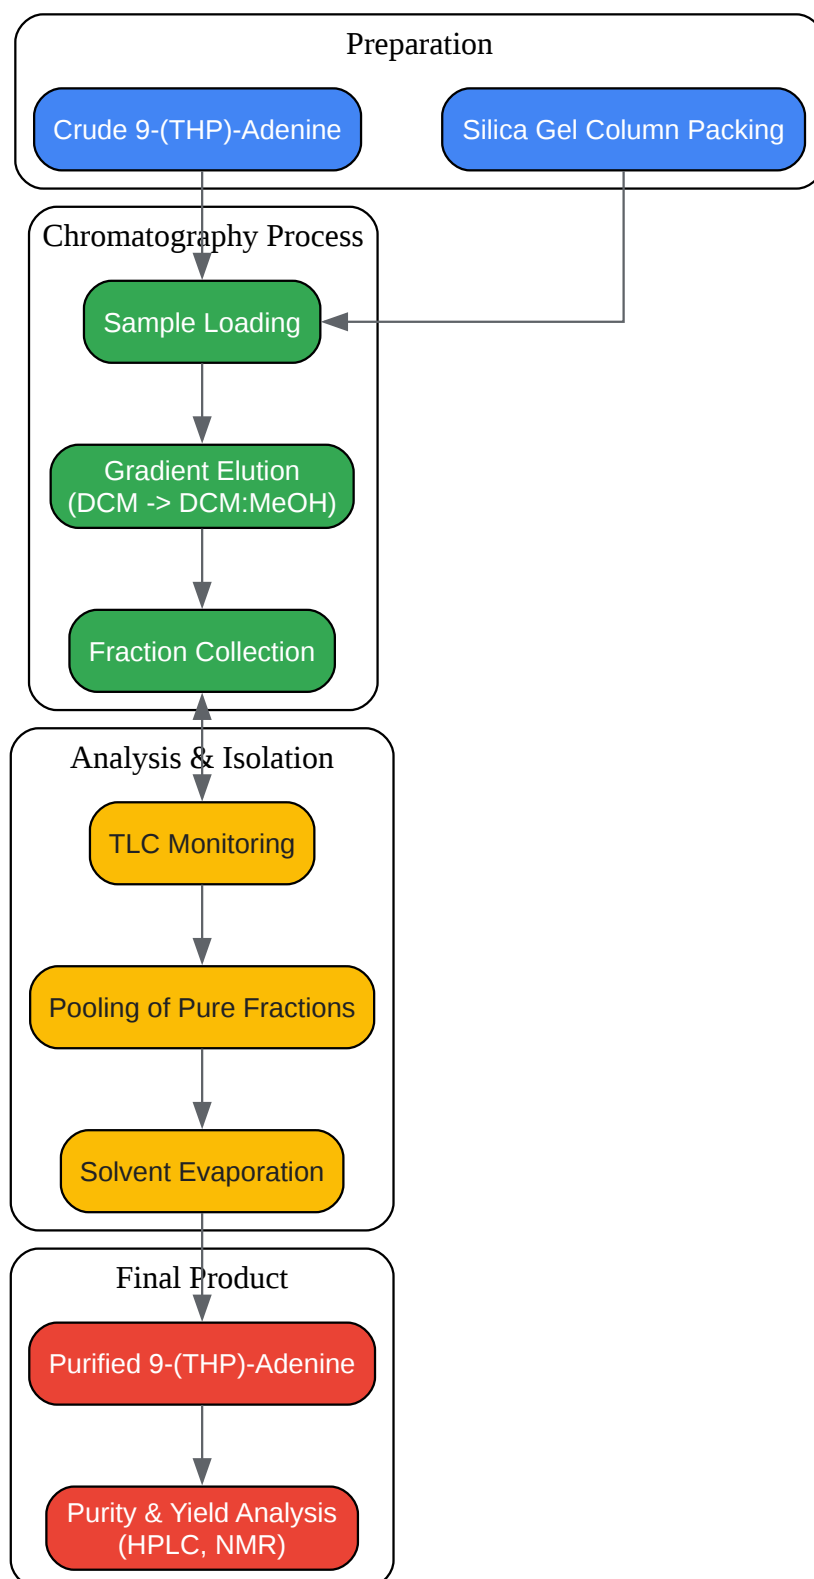 Preparation
Crude 9-(THP)-Adenine
Silica Gel Column Packing
Chromatography Process
Sample Loading
Gradient Elution
(DCM -> DCM:MeOH)
Fraction Collection
Analysis & Isolation
TLC Monitoring
Pooling of Pure Fractions
Solvent Evaporation
Final Product
Purified 9-(THP)-Adenine
Purity & Yield Analysis
(HPLC, NMR)